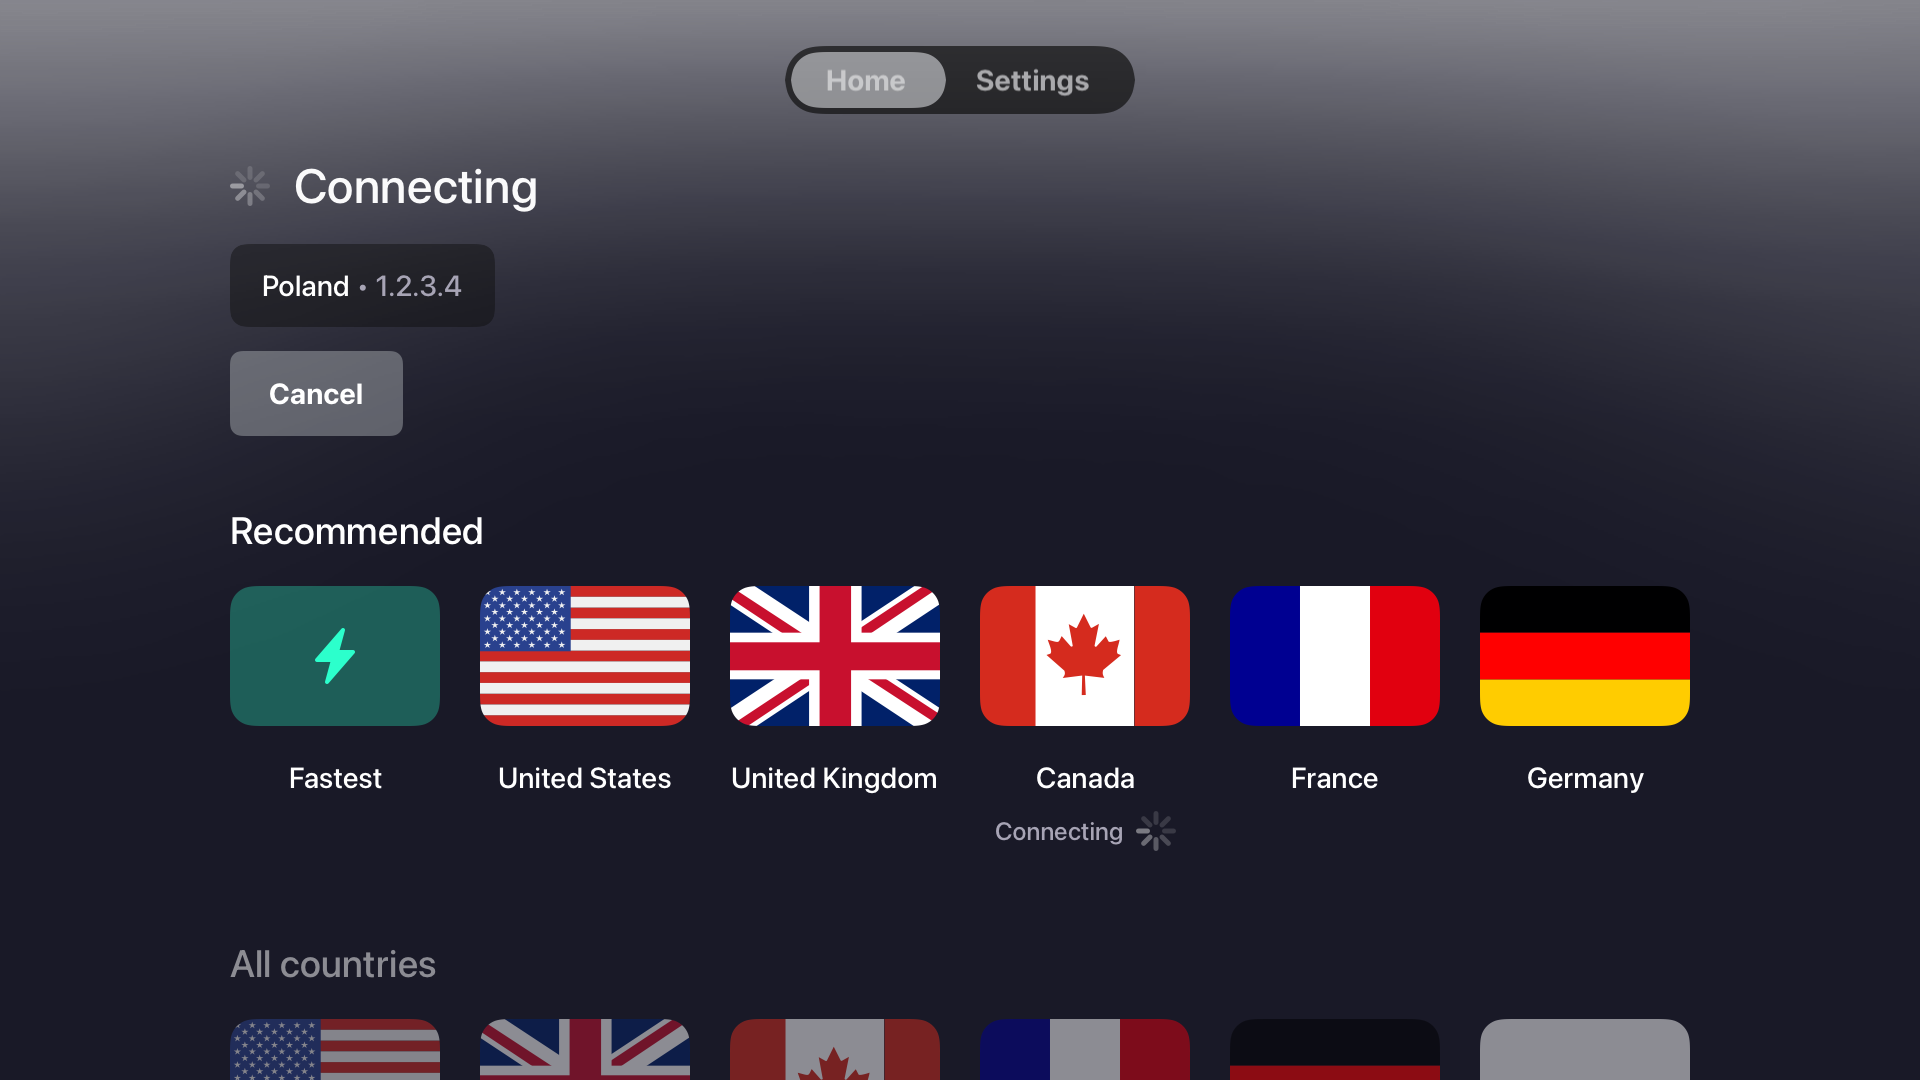 Home Settings
Connecting
Poland • 1.2.3.4
Cancel
Recommended
Fastest United States United Kingdom Canada France Germany
Connecting
All countries